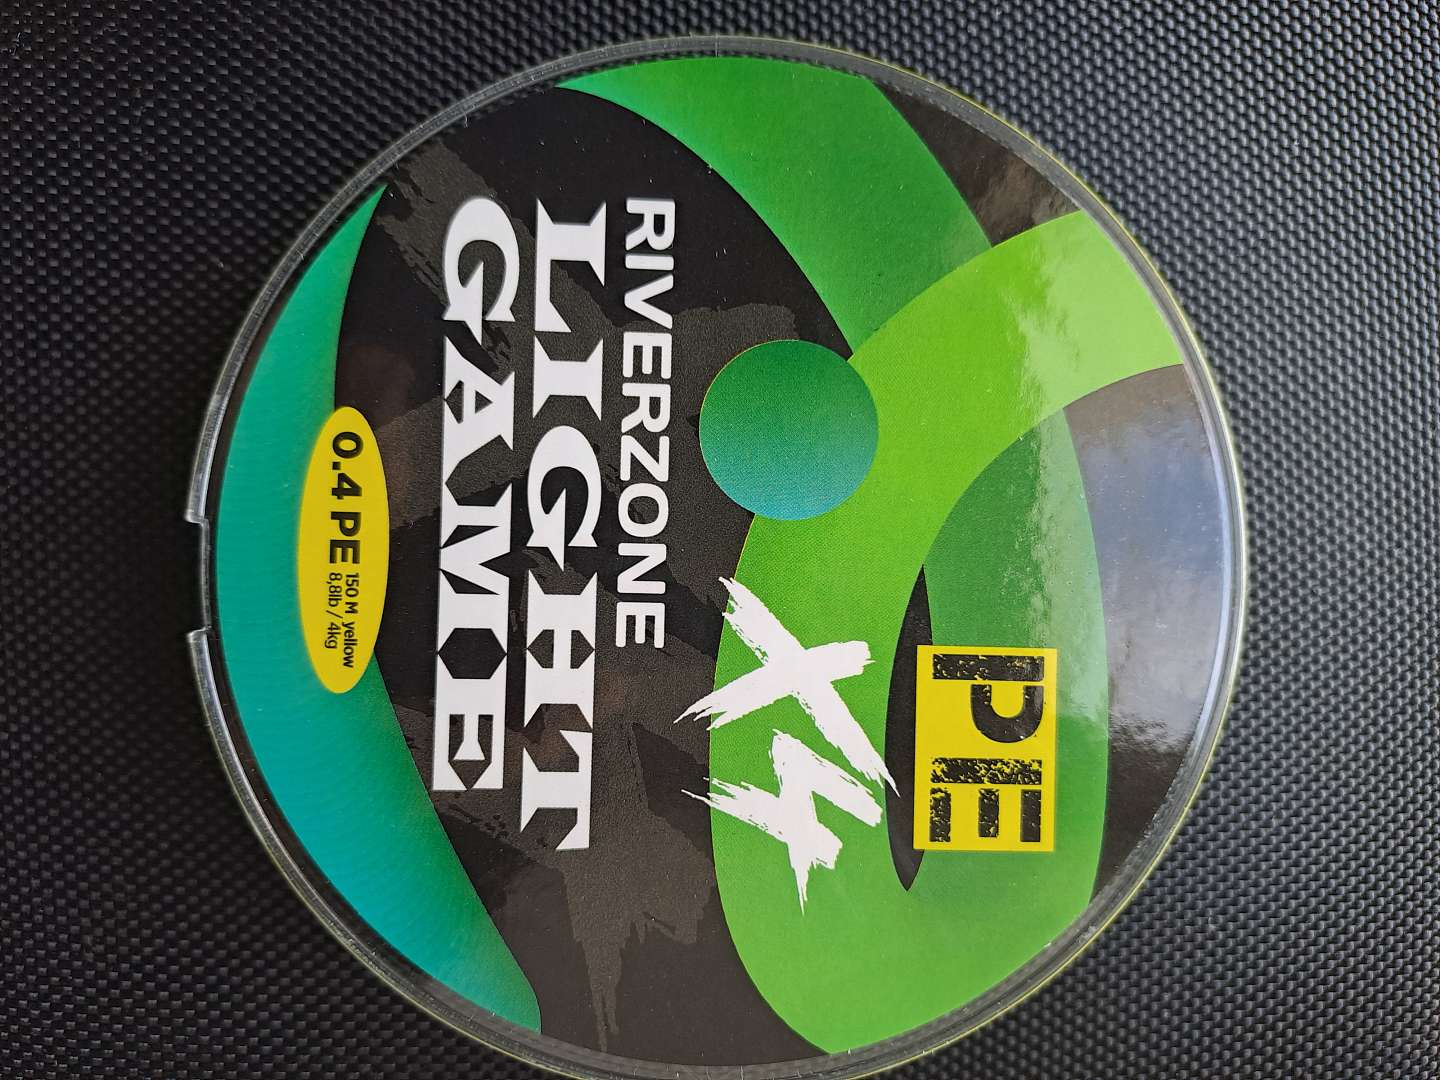 PE
X4
RIVERZONE
LIGHT
GAME
0.4 PE
150 M yellow
8,8lb / 4kg